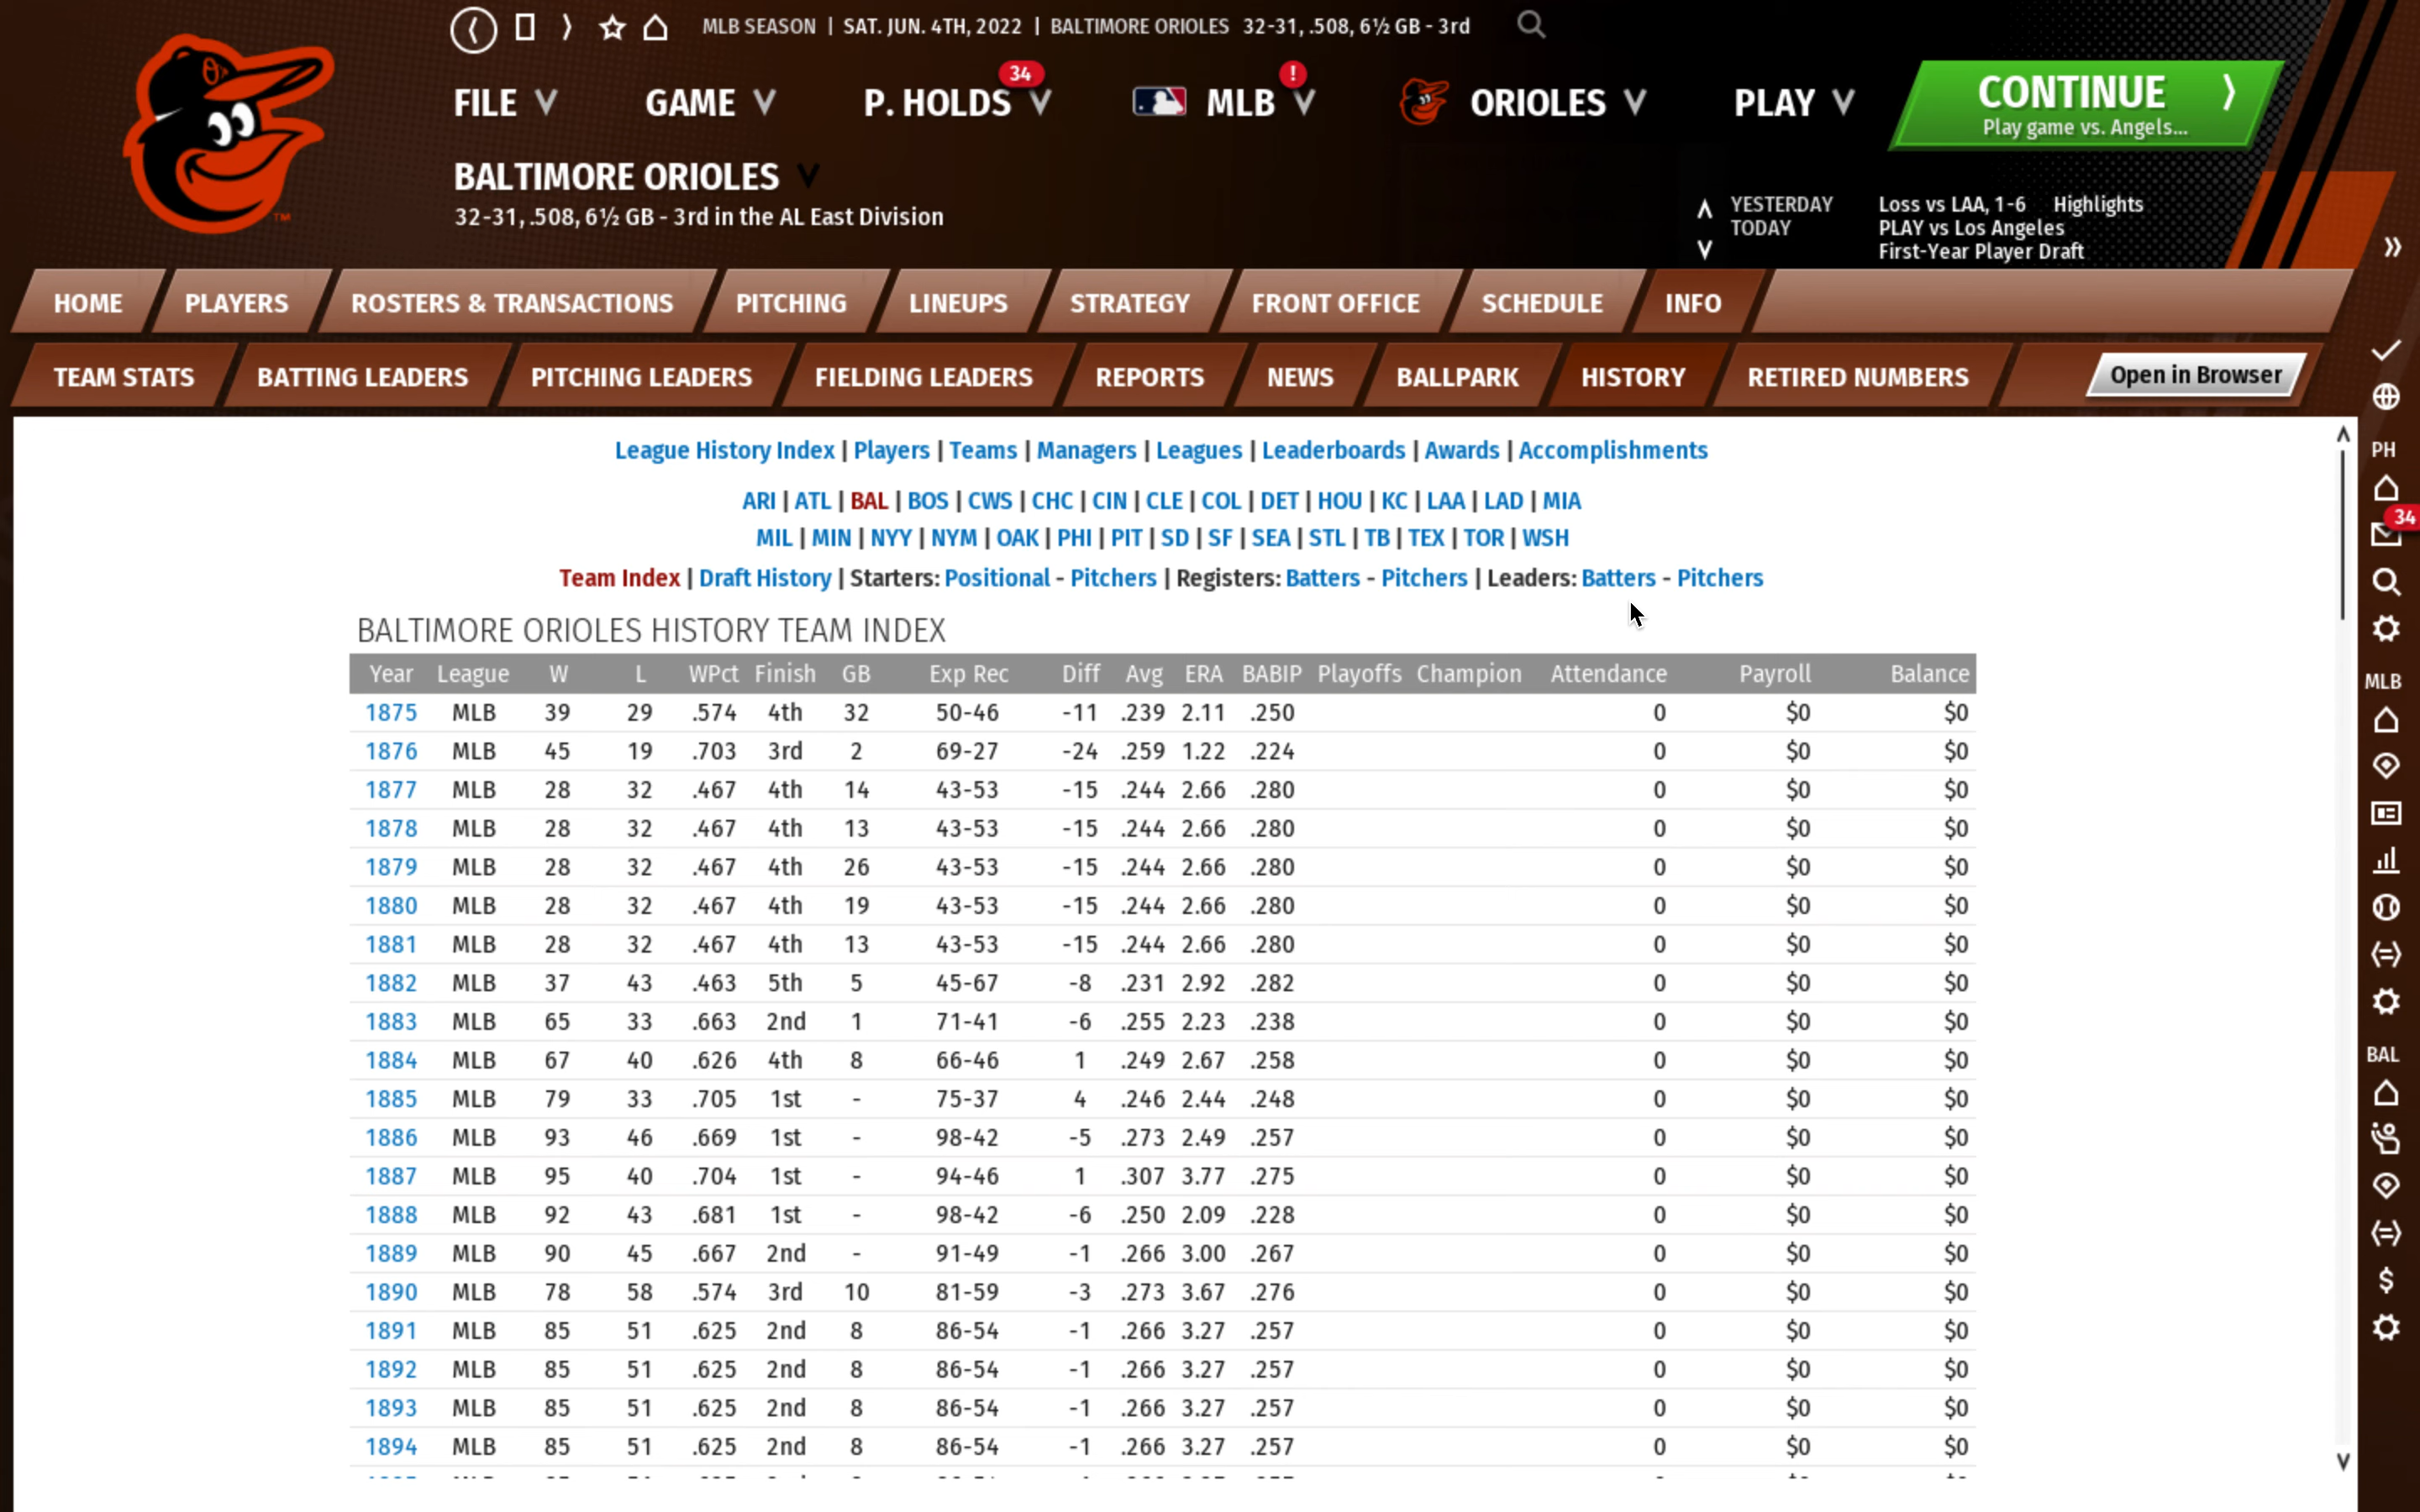 MLB SEASON | SAT. JUN. 4TH, 2022 | BALTIMORE ORIOLES 32-31, .508, 6½ GB - 3rd
FILE GAME P. HOLDS 34 MLB ! ORIOLES PLAY CONTINUE
Play game vs. Angels...
BALTIMORE ORIOLES
32-31, .508, 6½ GB - 3rd in the AL East Division
YESTERDAY Loss vs LAA, 1-6 Highlights
TODAY PLAY vs Los Angeles
First-Year Player Draft
TM
HOME PLAYERS ROSTERS & TRANSACTIONS PITCHING LINEUPS STRATEGY FRONT OFFICE SCHEDULE INFO
TEAM STATS BATTING LEADERS PITCHING LEADERS FIELDING LEADERS REPORTS NEWS BALLPARK HISTORY RETIRED NUMBERS Open in Browser
League History Index | Players | Teams | Managers | Leagues | Leaderboards | Awards | Accomplishments
ARI | ATL | BAL | BOS | CWS | CHC | CIN | CLE | COL | DET | HOU | KC | LAA | LAD | MIA
MIL | MIN | NYY | NYM | OAK | PHI | PIT | SD | SF | SEA | STL | TB | TEX | TOR | WSH
Team Index | Draft History | Starters: Positional - Pitchers | Registers: Batters - Pitchers | Leaders: Batters - Pitchers
BALTIMORE ORIOLES HISTORY TEAM INDEX
Year League W L WPct Finish GB Exp Rec Diff Avg ERA BABIP Playoffs Champion Attendance Payroll Balance
1875 MLB 39 29 .574 4th 32 50-46 -11 .239 2.11 .250 0 $0 $0
1876 MLB 45 19 .703 3rd 2 69-27 -24 .259 1.22 .224 0 $0 $0
1877 MLB 28 32 .467 4th 14 43-53 -15 .244 2.66 .280 0 $0 $0
1878 MLB 28 32 .467 4th 13 43-53 -15 .244 2.66 .280 0 $0 $0
1879 MLB 28 32 .467 4th 26 43-53 -15 .244 2.66 .280 0 $0 $0
1880 MLB 28 32 .467 4th 19 43-53 -15 .244 2.66 .280 0 $0 $0
1881 MLB 28 32 .467 4th 13 43-53 -15 .244 2.66 .280 0 $0 $0
1882 MLB 37 43 .463 5th 5 45-67 -8 .231 2.92 .282 0 $0 $0
1883 MLB 65 33 .663 2nd 1 71-41 -6 .255 2.23 .238 0 $0 $0
1884 MLB 67 40 .626 4th 8 66-46 1 .249 2.67 .258 0 $0 $0
1885 MLB 79 33 .705 1st - 75-37 4 .246 2.44 .248 0 $0 $0
1886 MLB 93 46 .669 1st - 98-42 -5 .273 2.49 .257 0 $0 $0
1887 MLB 95 40 .704 1st - 94-46 1 .307 3.77 .275 0 $0 $0
1888 MLB 92 43 .681 1st - 98-42 -6 .250 2.09 .228 0 $0 $0
1889 MLB 90 45 .667 2nd - 91-49 -1 .266 3.00 .267 0 $0 $0
1890 MLB 78 58 .574 3rd 10 81-59 -3 .273 3.67 .276 0 $0 $0
1891 MLB 85 51 .625 2nd 8 86-54 -1 .266 3.27 .257 0 $0 $0
1892 MLB 85 51 .625 2nd 8 86-54 -1 .266 3.27 .257 0 $0 $0
1893 MLB 85 51 .625 2nd 8 86-54 -1 .266 3.27 .257 0 $0 $0
1894 MLB 85 51 .625 2nd 8 86-54 -1 .266 3.27 .257 0 $0 $0
PH
34
MLB
BAL
$